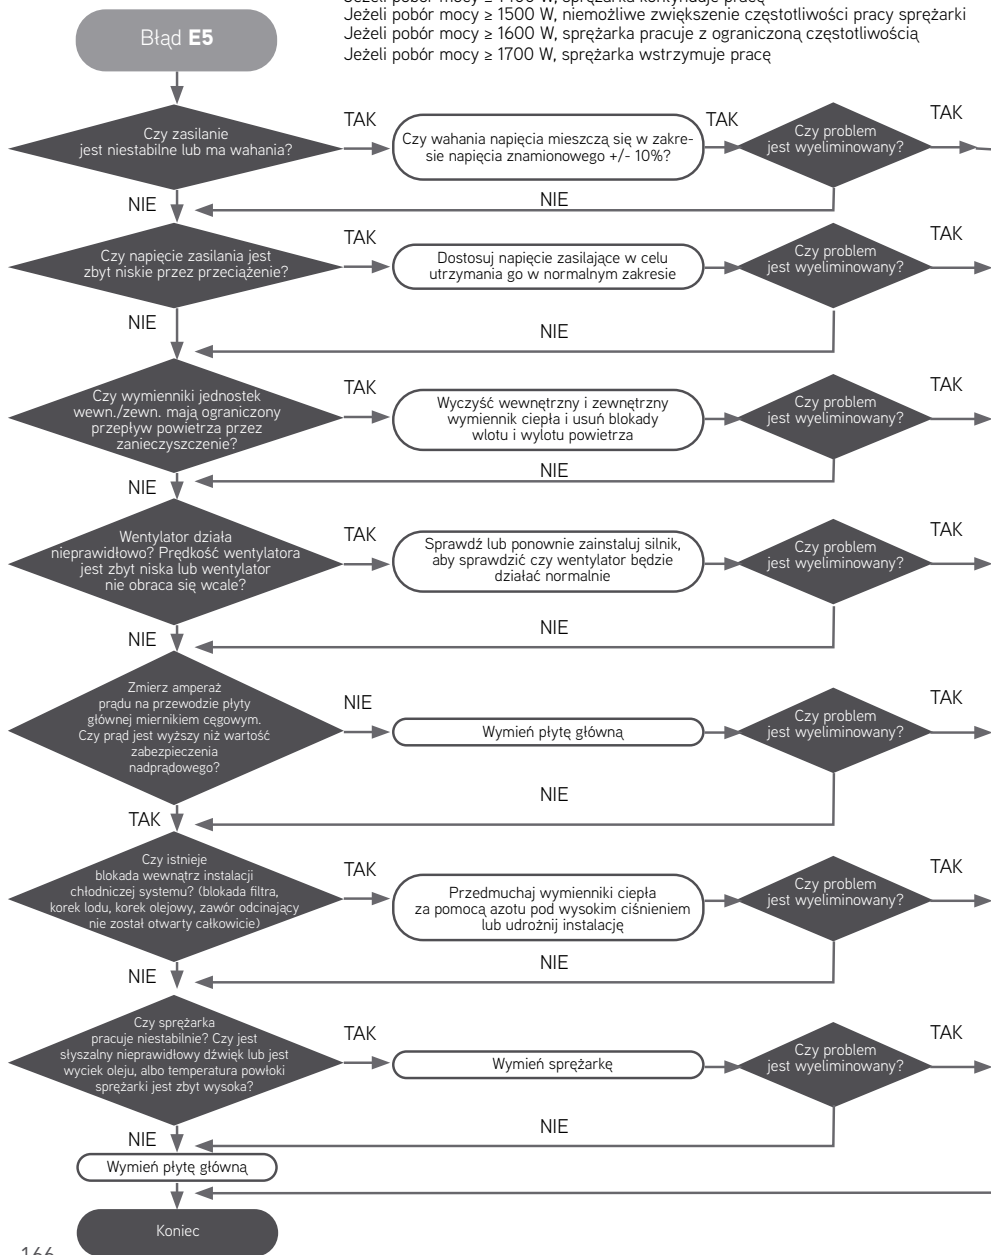 Błąd E5
Jeżeli pobór mocy ≥ 1500 W, niemożliwe zwiększenie częstotliwości pracy sprężarki
Jeżeli pobór mocy ≥ 1600 W, sprężarka pracuje z ograniczoną częstotliwością
Jeżeli pobór mocy ≥ 1700 W, sprężarka wstrzymuje pracę
Czy zasilanie
jest niestabilne lub ma wahania?
TAK
Czy wahania napięcia mieszczą się w zakre-
sie napięcia znamionowego +/- 10%?
TAK
Czy problem
jest wyeliminowany?
TAK
NIE
NIE
Czy napięcie zasilania jest
zbyt niskie przez przeciążenie?
TAK
Dostosuj napięcie zasilające w celu
utrzymania go w normalnym zakresie
Czy problem
jest wyeliminowany?
TAK
NIE
NIE
Czy wymienniki jednostek
wewn./zewn. mają ograniczony
przepływ powietrza przez
zanieczyszczenie?
TAK
Wyczyść wewnętrzny i zewnętrzny
wymiennik ciepła i usuń blokady
wlotu i wylotu powietrza
Czy problem
jest wyeliminowany?
TAK
NIE
NIE
Wentylator działa
nieprawidłowo? Prędkość wentylatora
jest zbyt niska lub wentylator
nie obraca się wcale?
TAK
Sprawdź lub ponownie zainstaluj silnik,
aby sprawdzić czy wentylator będzie
działać normalnie
Czy problem
jest wyeliminowany?
TAK
NIE
NIE
Zmierz amperaż
prądu na przewodzie płyty
głównej miernikiem cęgowym.
Czy prąd jest wyższy niż wartość
zabezpieczenia
nadprądowego?
NIE
Wymień płytę główną
Czy problem
jest wyeliminowany?
TAK
NIE
TAK
Czy istnieje
blokada wewnątrz instalacji
chłodniczej systemu? (blokada filtra,
korek lodu, korek olejowy, zawór odcinający
nie został otwarty całkowicie)
TAK
Przedmuchaj wymienniki ciepła
za pomocą azotu pod wysokim ciśnieniem
lub udrożnij instalację
Czy problem
jest wyeliminowany?
TAK
NIE
NIE
Czy sprężarka
pracuje niestabilnie? Czy jest
słyszalny nieprawidłowy dźwięk lub jest
wyciek oleju, albo temperatura powłoki
sprężarki jest zbyt wysoka?
TAK
Wymień sprężarkę
Czy problem
jest wyeliminowany?
TAK
NIE
NIE
Wymień płytę główną
Koniec
166